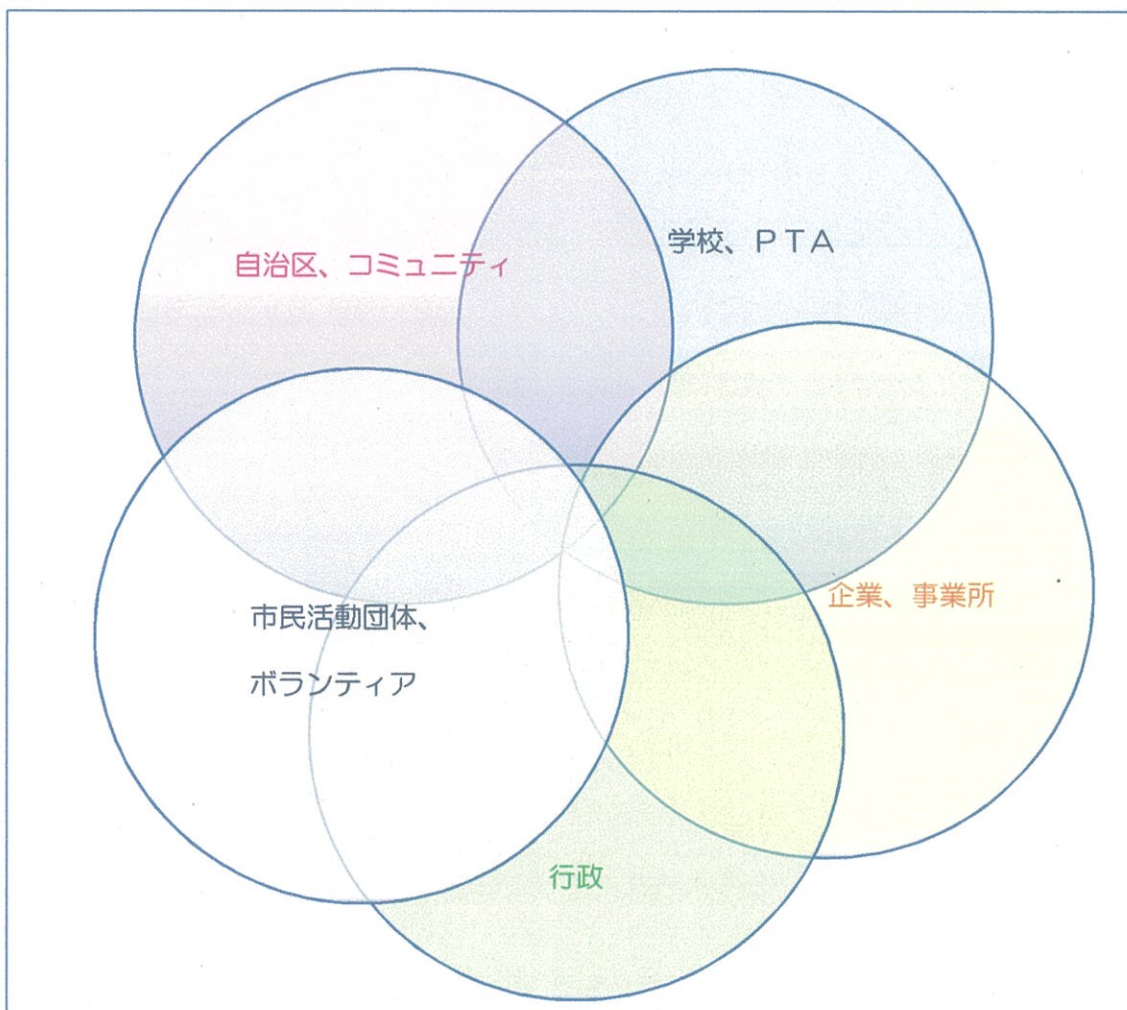 学校、ＰＴＡ
自治区、コミュニティ
企業、事業所
市民活動団体、
ボランティア
行政